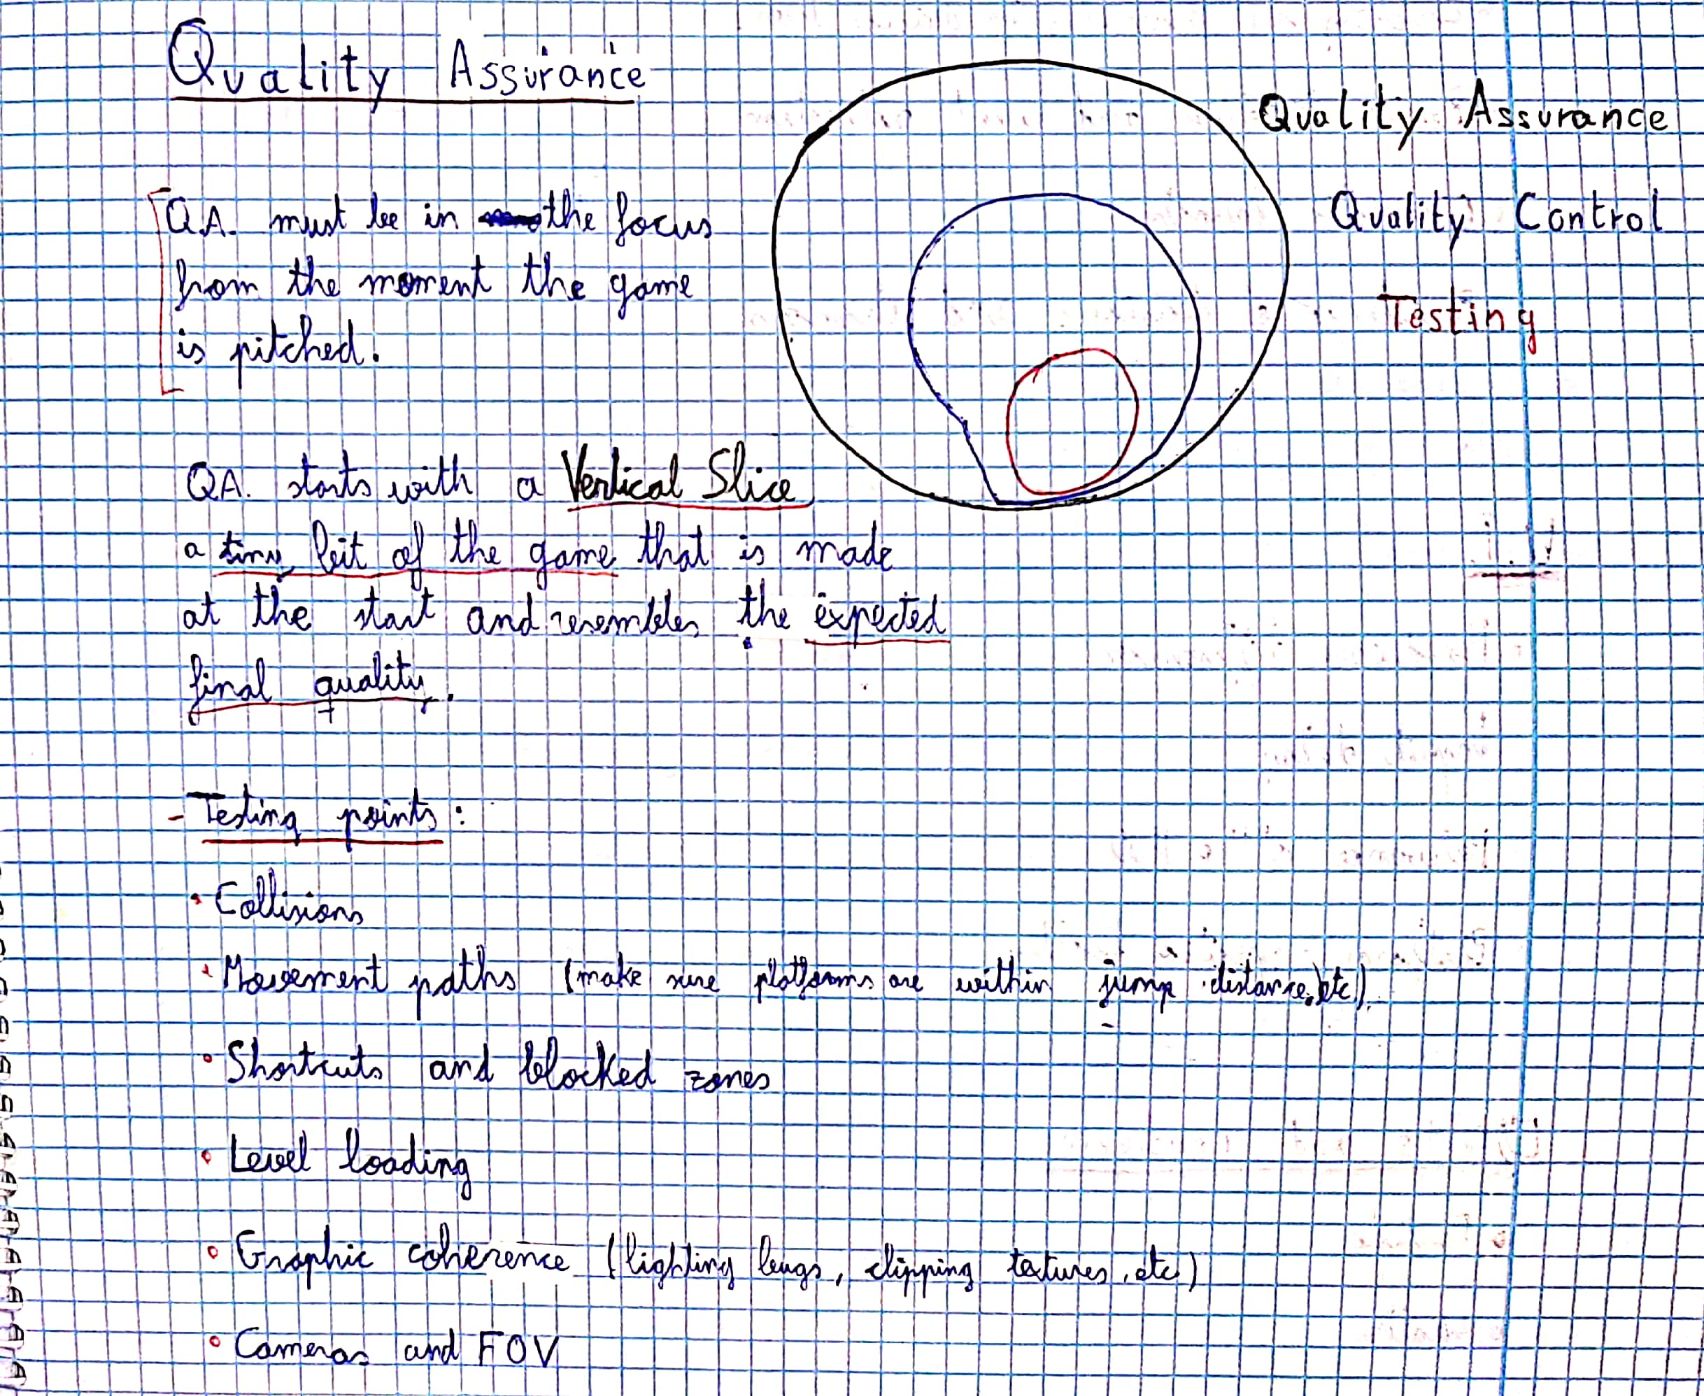 Quality Assurance
Quality Assurance
Quality Control
Testing
Q.A. must be in the focus
from the moment the game
is pitched.
QA. starts with a Vertical Slice,
a tiny bit of the game that is made
at the start and resembles the expected
final quality.
- Testing points:
• Collisions
• Movement paths (make sure platforms are within jump distance, etc)
• Shortcuts and blocked zones
• Level loading
• Graphic coherence (lighting bugs, clipping textures, etc)
• Cameras and FOV